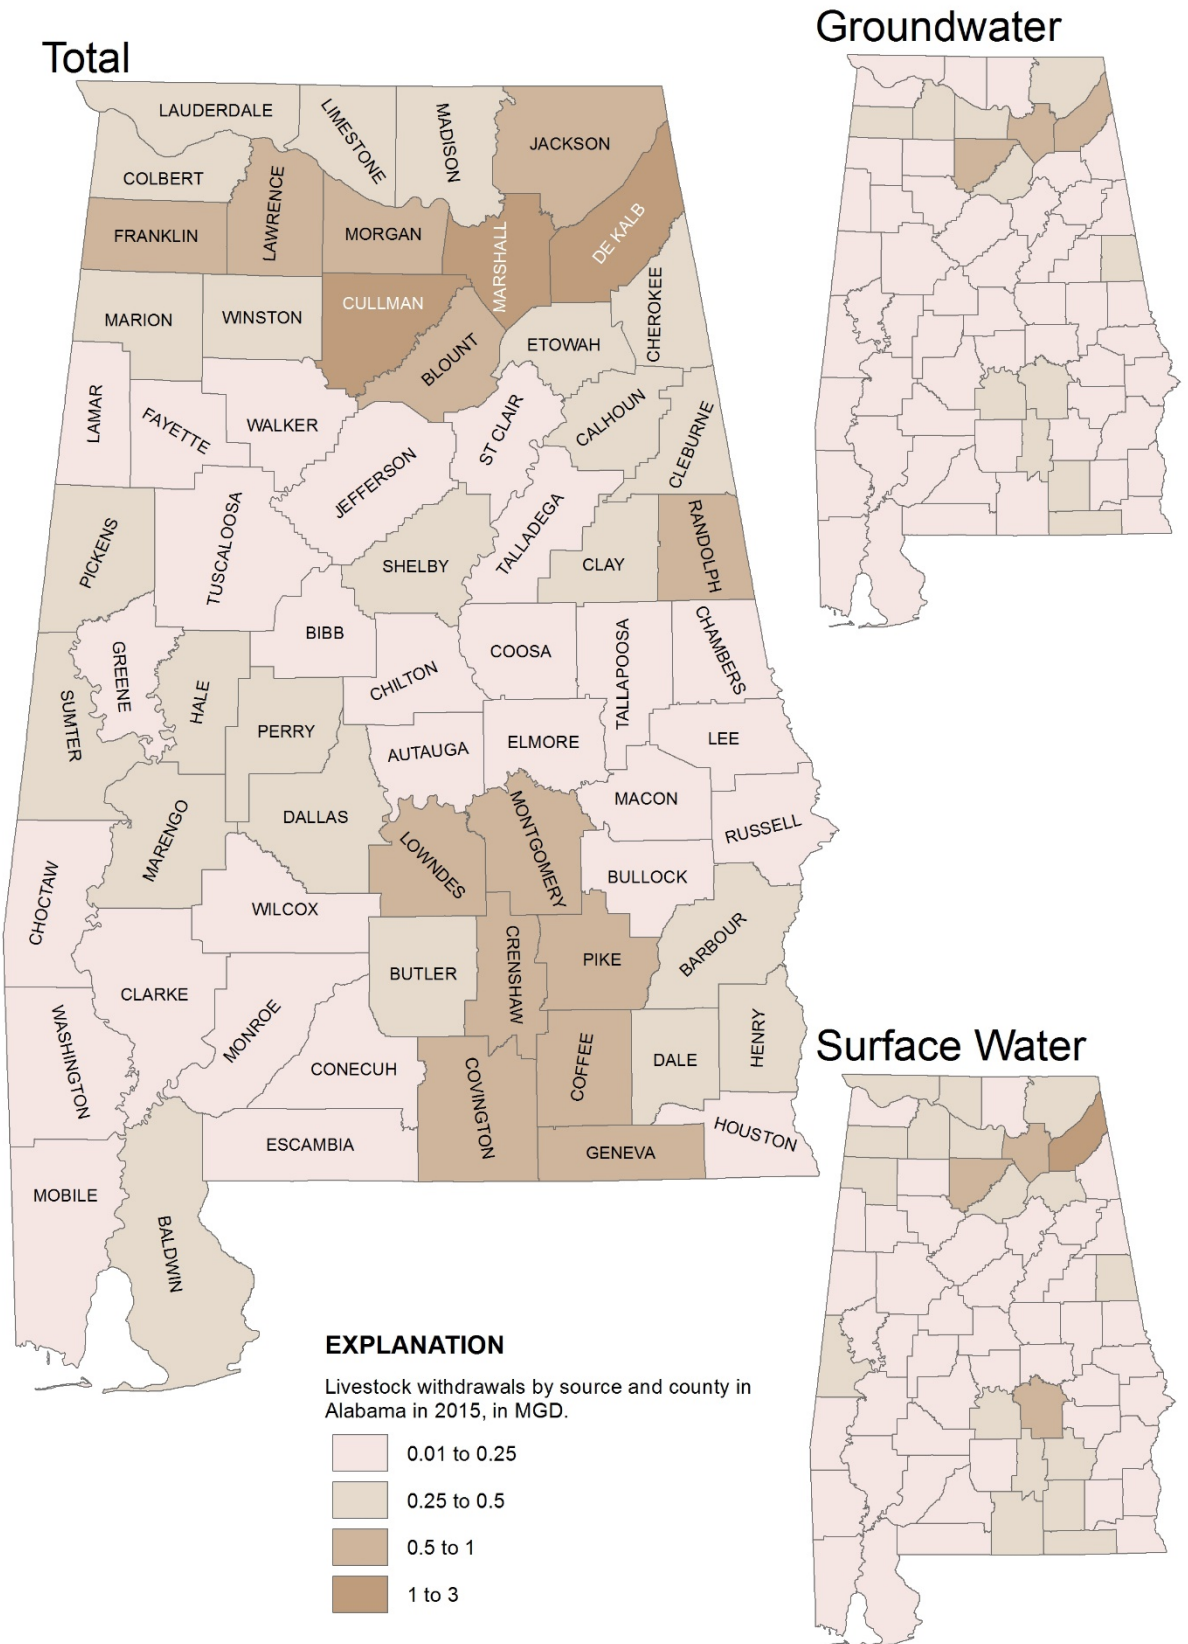 Groundwater
Total
LAUDERDALE
LIMESTONE
MADISON
JACKSON
COLBERT
FRANKLIN
LAWRENCE
MORGAN
MARSHALL
DE KALB
CULLMAN
MARION
WINSTON
BLOUNT
ETOWAH
CHEROKEE
LAMAR
FAYETTE
WALKER
JEFFERSON
ST CLAIR
CALHOUN
CLEBURNE
PICKENS
TUSCALOOSA
SHELBY
TALLADEGA
CLAY
RANDOLPH
GREENE
BIBB
CHILTON
COOSA
TALLAPOOSA
CHAMBERS
SUMTER
HALE
PERRY
AUTAUGA
ELMORE
LEE
MARENGO
DALLAS
LOWNDES
MONTGOMERY
MACON
RUSSELL
BULLOCK
CHOCTAW
WILCOX
BUTLER
CRENSHAW
PIKE
BARBOUR
CLARKE
WASHINGTON
MONROE
CONECUH
COVINGTON
COFFEE
DALE
HENRY
Surface Water
ESCAMBIA
GENEVA
HOUSTON
MOBILE
BALDWIN
EXPLANATION
Livestock withdrawals by source and county in
Alabama in 2015, in MGD.
0.01 to 0.25
0.25 to 0.5
0.5 to 1
1 to 3